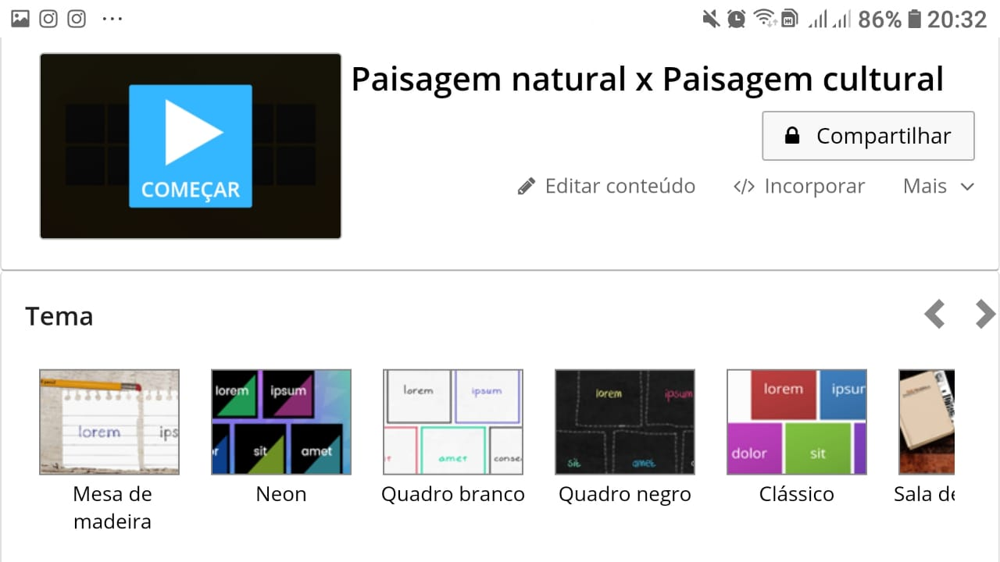 86% 20:32
Paisagem natural x Paisagem cultural
COMEÇAR
Compartilhar
Editar conteúdo </> Incorporar Mais
Tema
lorem
ips
Mesa de
madeira
lorem ipsum
sit amet
Neon
lorem ipsum
amet conse
Quadro branco
lorem ipsum
sit amet
Quadro negro
lorem ipsur
dolor sit
Clássico
Sala de